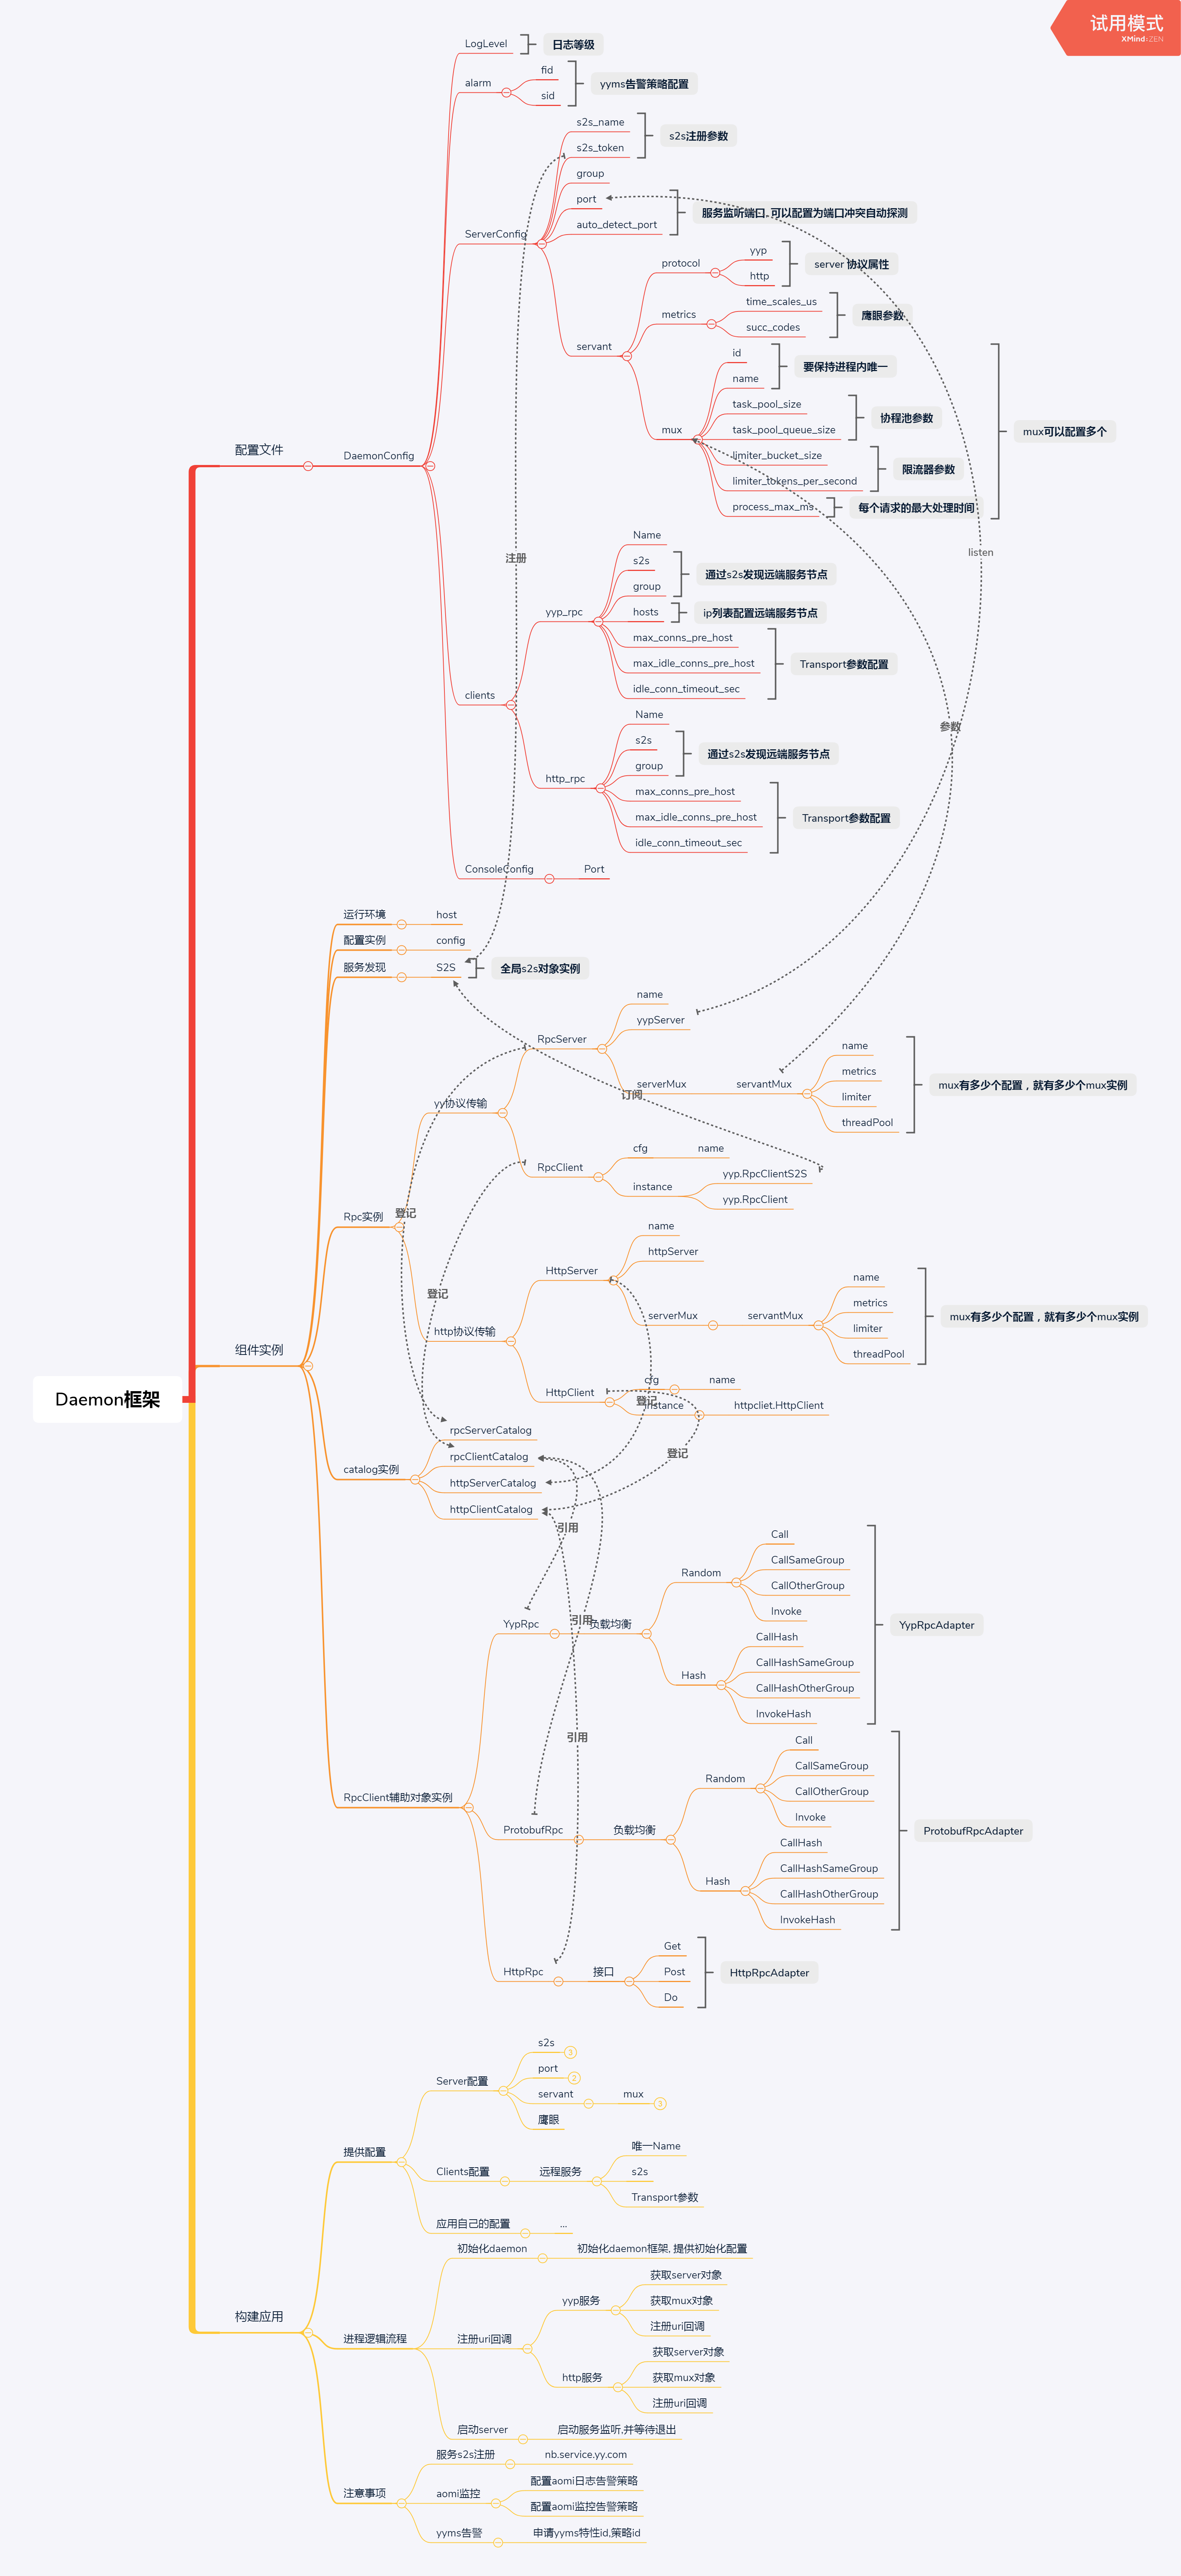 试用模式
XMind:ZEN
LogLevel
日志等级
alarm
fid
sid
yyms告警策略配置
ServerConfig
s2s_name
s2s_token
s2s注册参数
group
port
auto_detect_port
服务监听端口, 可以配置为端口冲突自动探测
servant
protocol
yyp
http
server 协议属性
metrics
time_scales_us
succ_codes
鹰眼参数
mux
id
name
要保持进程内唯一
task_pool_size
task_pool_queue_size
协程池参数
limiter_bucket_size
limiter_tokens_per_second
限流器参数
process_max_ms
每个请求的最大处理时间
mux可以配置多个
配置文件
DaemonConfig
注册
listen
参数
clients
yyp_rpc
Name
s2s
group
通过s2s发现远端服务节点
hosts
ip列表配置远端服务节点
max_conns_pre_host
max_idle_conns_pre_host
idle_conn_timeout_sec
Transport参数配置
http_rpc
Name
s2s
group
通过s2s发现远端服务节点
max_conns_pre_host
max_idle_conns_pre_host
idle_conn_timeout_sec
Transport参数配置
ConsoleConfig
Port
运行环境
host
配置实例
config
服务发现
S2S
全局s2s对象实例
Rpc实例
yy协议传输
RpcServer
name
yypServer
serverMux
servantMux
name
metrics
limiter
threadPool
mux有多少个配置，就有多少个mux实例
订阅
RpcClient
cfg
name
instance
yyp.RpcClientS2S
yyp.RpcClient
登记
登记
http协议传输
HttpServer
name
httpServer
serverMux
servantMux
name
metrics
limiter
threadPool
mux有多少个配置，就有多少个mux实例
HttpClient
cfg
name
instance
httpcliet.HttpClient
登记
登记
组件实例
Daemon框架
catalog实例
rpcServerCatalog
rpcClientCatalog
httpServerCatalog
httpClientCatalog
引用
引用
引用
RpcClient辅助对象实例
YypRpc
负载均衡
Random
Call
CallSameGroup
CallOtherGroup
Invoke
Hash
CallHash
CallHashSameGroup
CallHashOtherGroup
InvokeHash
YypRpcAdapter
ProtobufRpc
负载均衡
Random
Call
CallSameGroup
CallOtherGroup
Invoke
Hash
CallHash
CallHashSameGroup
CallHashOtherGroup
InvokeHash
ProtobufRpcAdapter
HttpRpc
接口
Get
Post
Do
HttpRpcAdapter
构建应用
提供配置
Server配置
s2s
3
port
2
servant
mux
3
鹰眼
Clients配置
远程服务
唯一Name
s2s
Transport参数
应用自己的配置
...
进程逻辑流程
初始化daemon
初始化daemon框架, 提供初始化配置
注册uri回调
yyp服务
获取server对象
获取mux对象
注册uri回调
http服务
获取server对象
获取mux对象
注册uri回调
启动server
启动服务监听,并等待退出
注意事项
服务s2s注册
nb.service.yy.com
aomi监控
配置aomi日志告警策略
配置aomi监控告警策略
yyms告警
申请yyms特性id,策略id